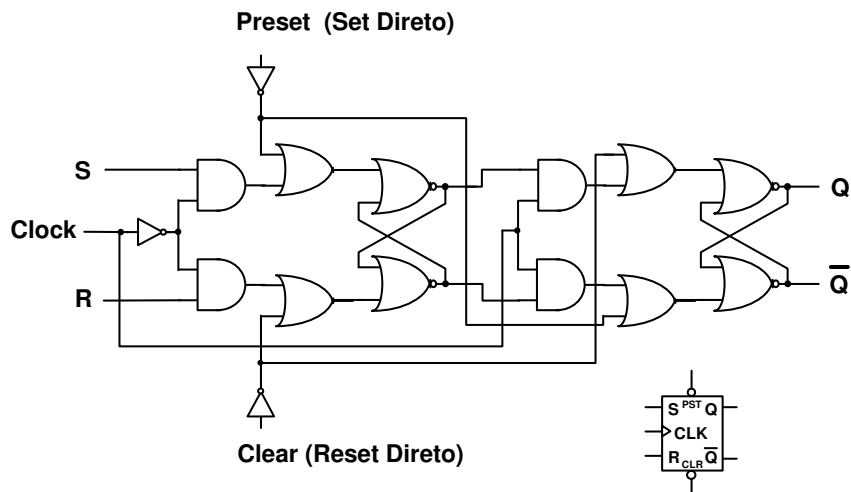 Preset (Set Direto)
S
Clock
R
Q
Q̅
Clear (Reset Direto)
S PST Q
CLK
R CLR Q̅